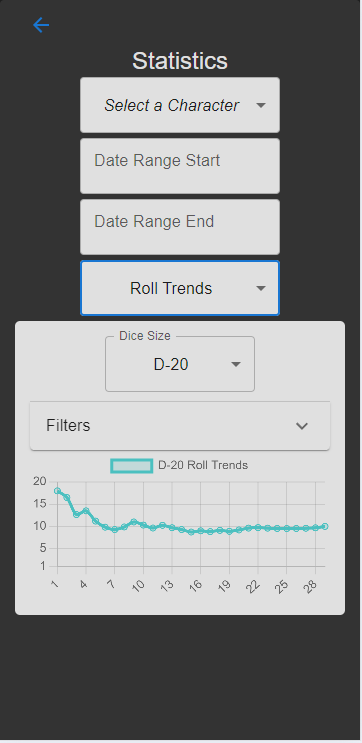 Statistics
Select a Character
Date Range Start
Date Range End
Roll Trends
Dice Size
D-20
Filters
D-20 Roll Trends
20
15
10
5
1
1 4 7 10 13 16 19 22 25 28